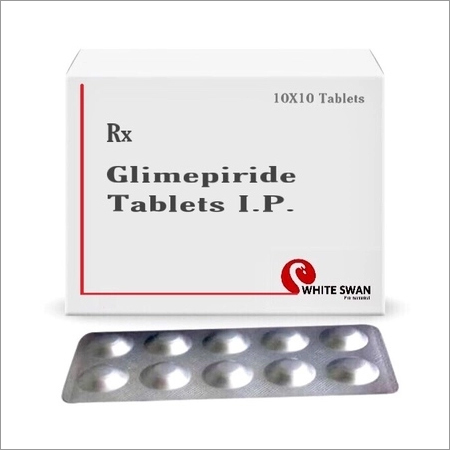 10X10 Tablets
Rx
Glimepiride
Tablets I.P.
WHITE SWAN